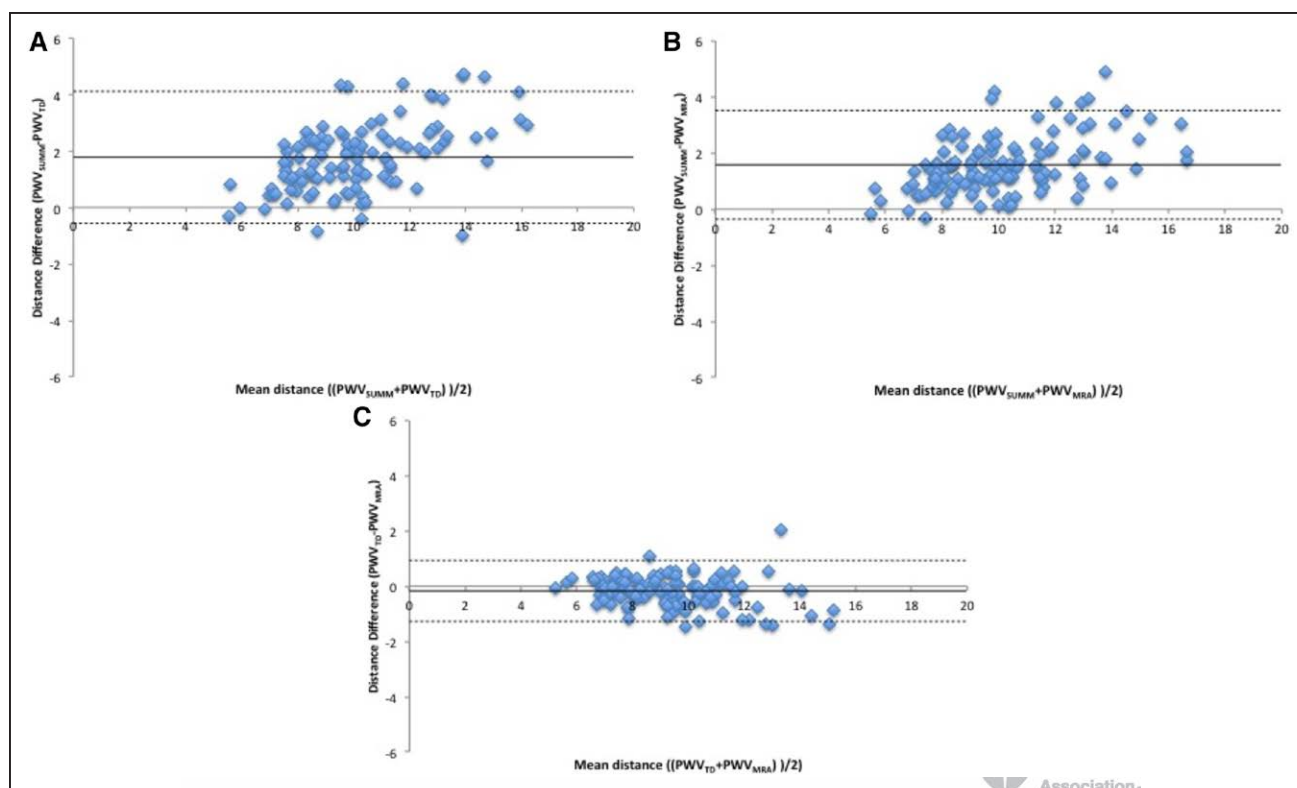 A
6
4
2
0
-2
-4
-6
0 2 4 6 8 10 12 14 16 18 20
Distance Difference (PWVSUMM-PWVTD)
Mean distance ((PWVSUMM+PWVTD) )/2)
B
6
4
2
0
-2
-4
-6
0 2 4 6 8 10 12 14 16 18 20
Distance Difference (PWVSUMM-PWVMRA)
Mean distance ((PWVSUMM+PWVMRA) )/2)
C
6
4
2
0
-2
-4
-6
0 2 4 6 8 10 12 14 16 18 20
Distance Difference (PWVTD-PWVMRA)
Mean distance ((PWVTD+PWVMRA) )/2)
Association